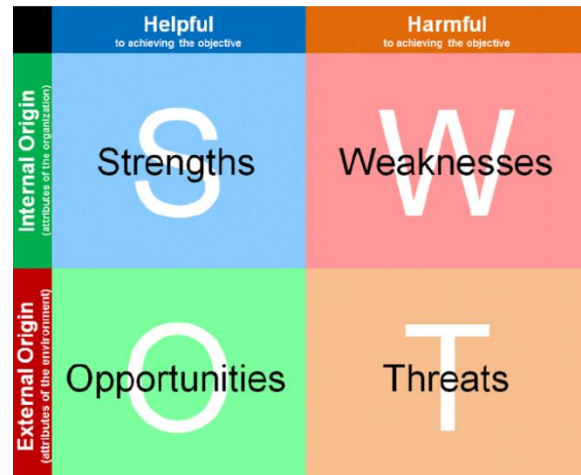 Helpful
to achieving the objective
Harmful
to achieving the objective
Internal Origin
(attributes of the organization)
S
Strengths
W
Weaknesses
External Origin
(attributes of the environment)
O
Opportunities
T
Threats